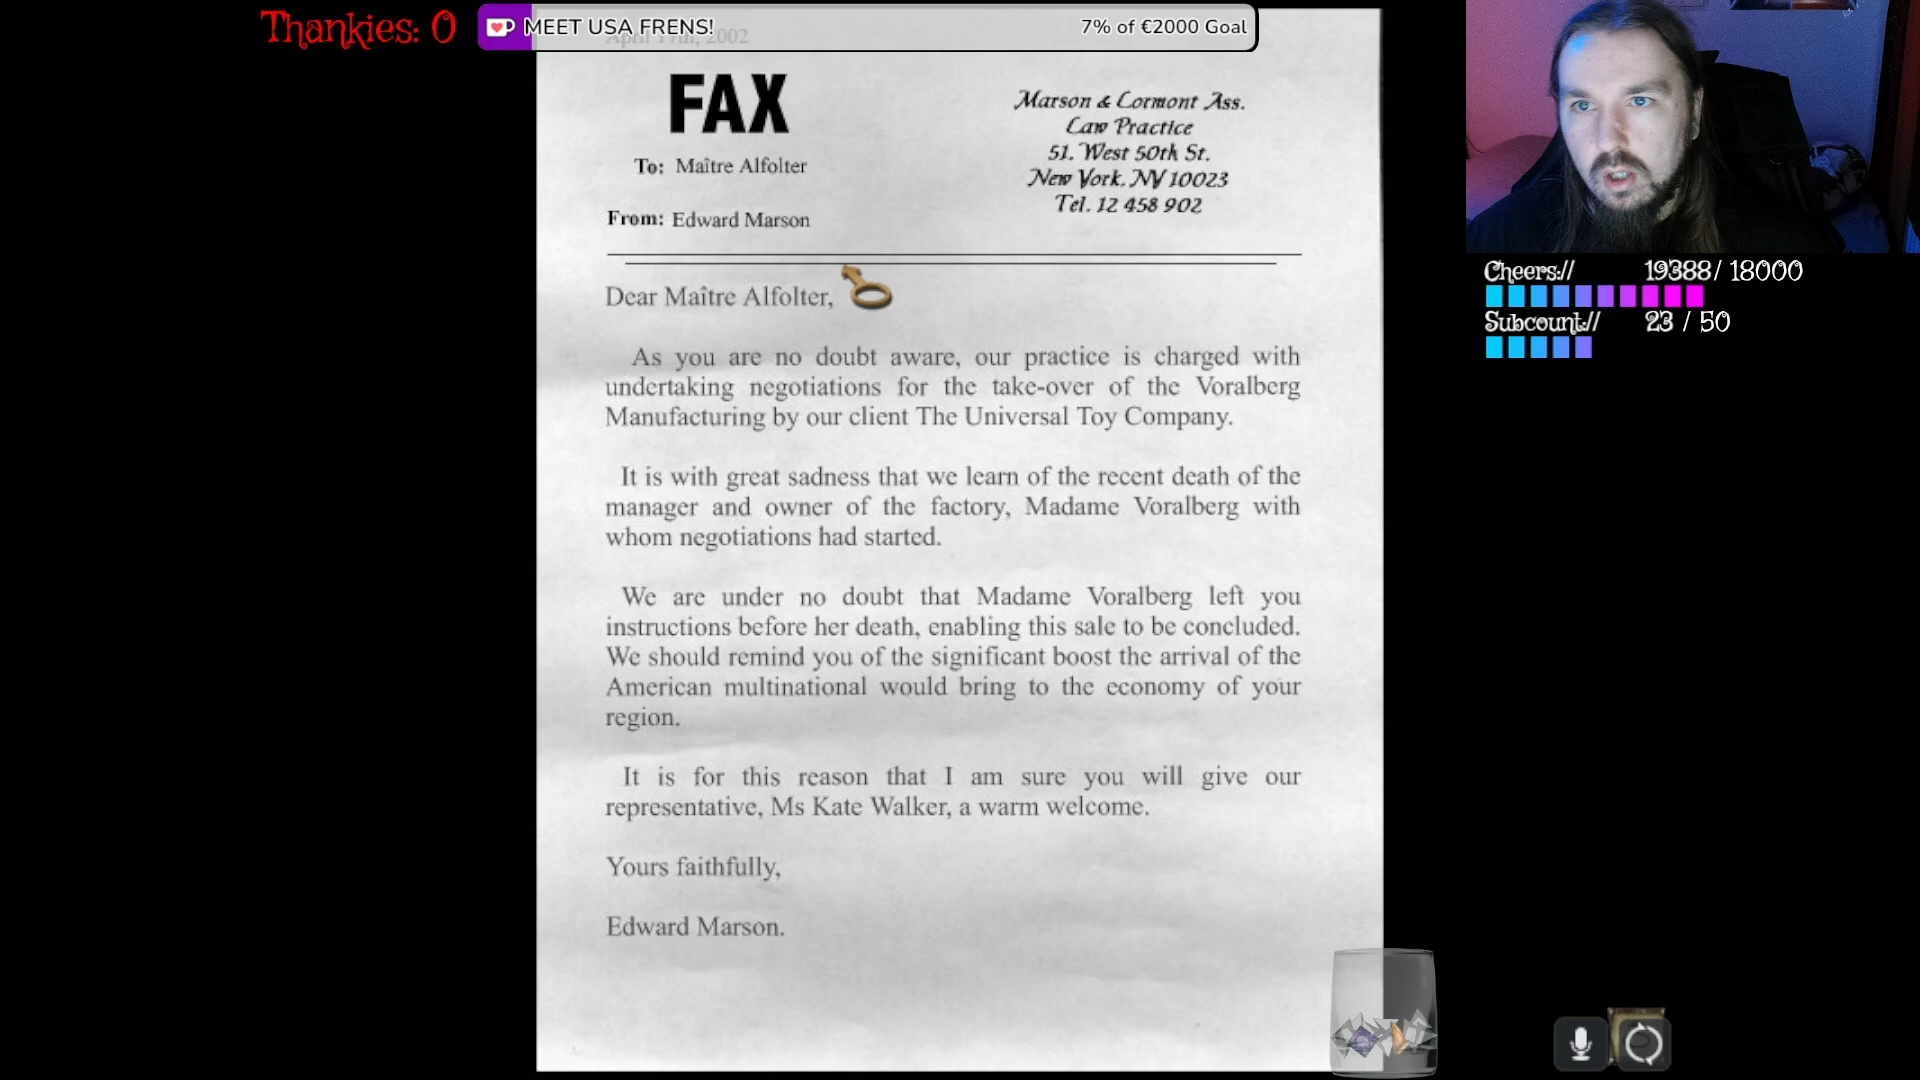 Thankies: 0
MEET USA FRENS!
7% of €2000 Goal
April 17th, 2002
FAX
Marson & Cormont Ass.
Law Practice
51. West 50th St.
New York. NY 10023
Tel. 12 458 902
To: Maître Alfolter
From: Edward Marson
Dear Maître Alfolter,
As you are no doubt aware, our practice is charged with
undertaking negotiations for the take-over of the Voralberg
Manufacturing by our client The Universal Toy Company.
It is with great sadness that we learn of the recent death of the
manager and owner of the factory, Madame Voralberg with
whom negotiations had started.
We are under no doubt that Madame Voralberg left you
instructions before her death, enabling this sale to be concluded.
We should remind you of the significant boost the arrival of the
American multinational would bring to the economy of your
region.
It is for this reason that I am sure you will give our
representative, Ms Kate Walker, a warm welcome.
Yours faithfully,
Edward Marson.
Cheers:// 19388 / 18000
Subcount:// 23 / 50